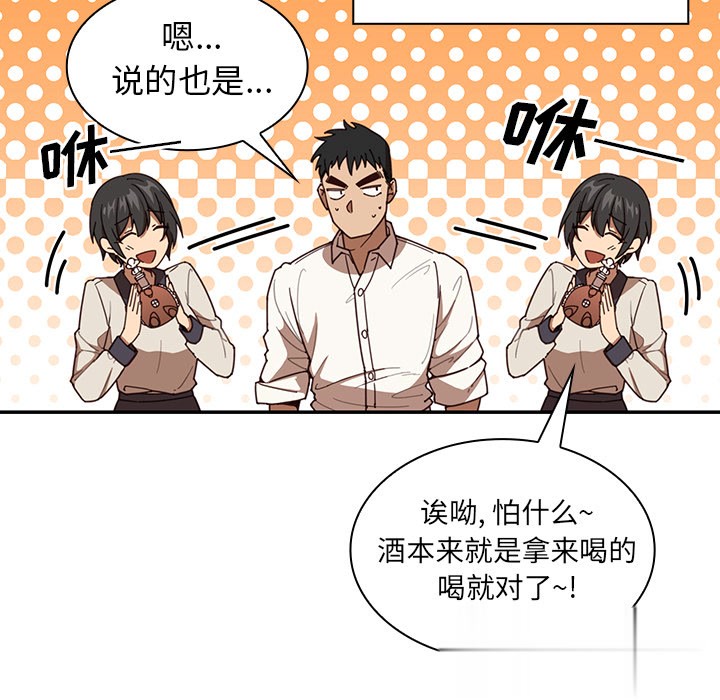 嗯...
说的也是...
咻
咻
诶呦, 怕什么~
酒本来就是拿来喝的
喝就对了~!